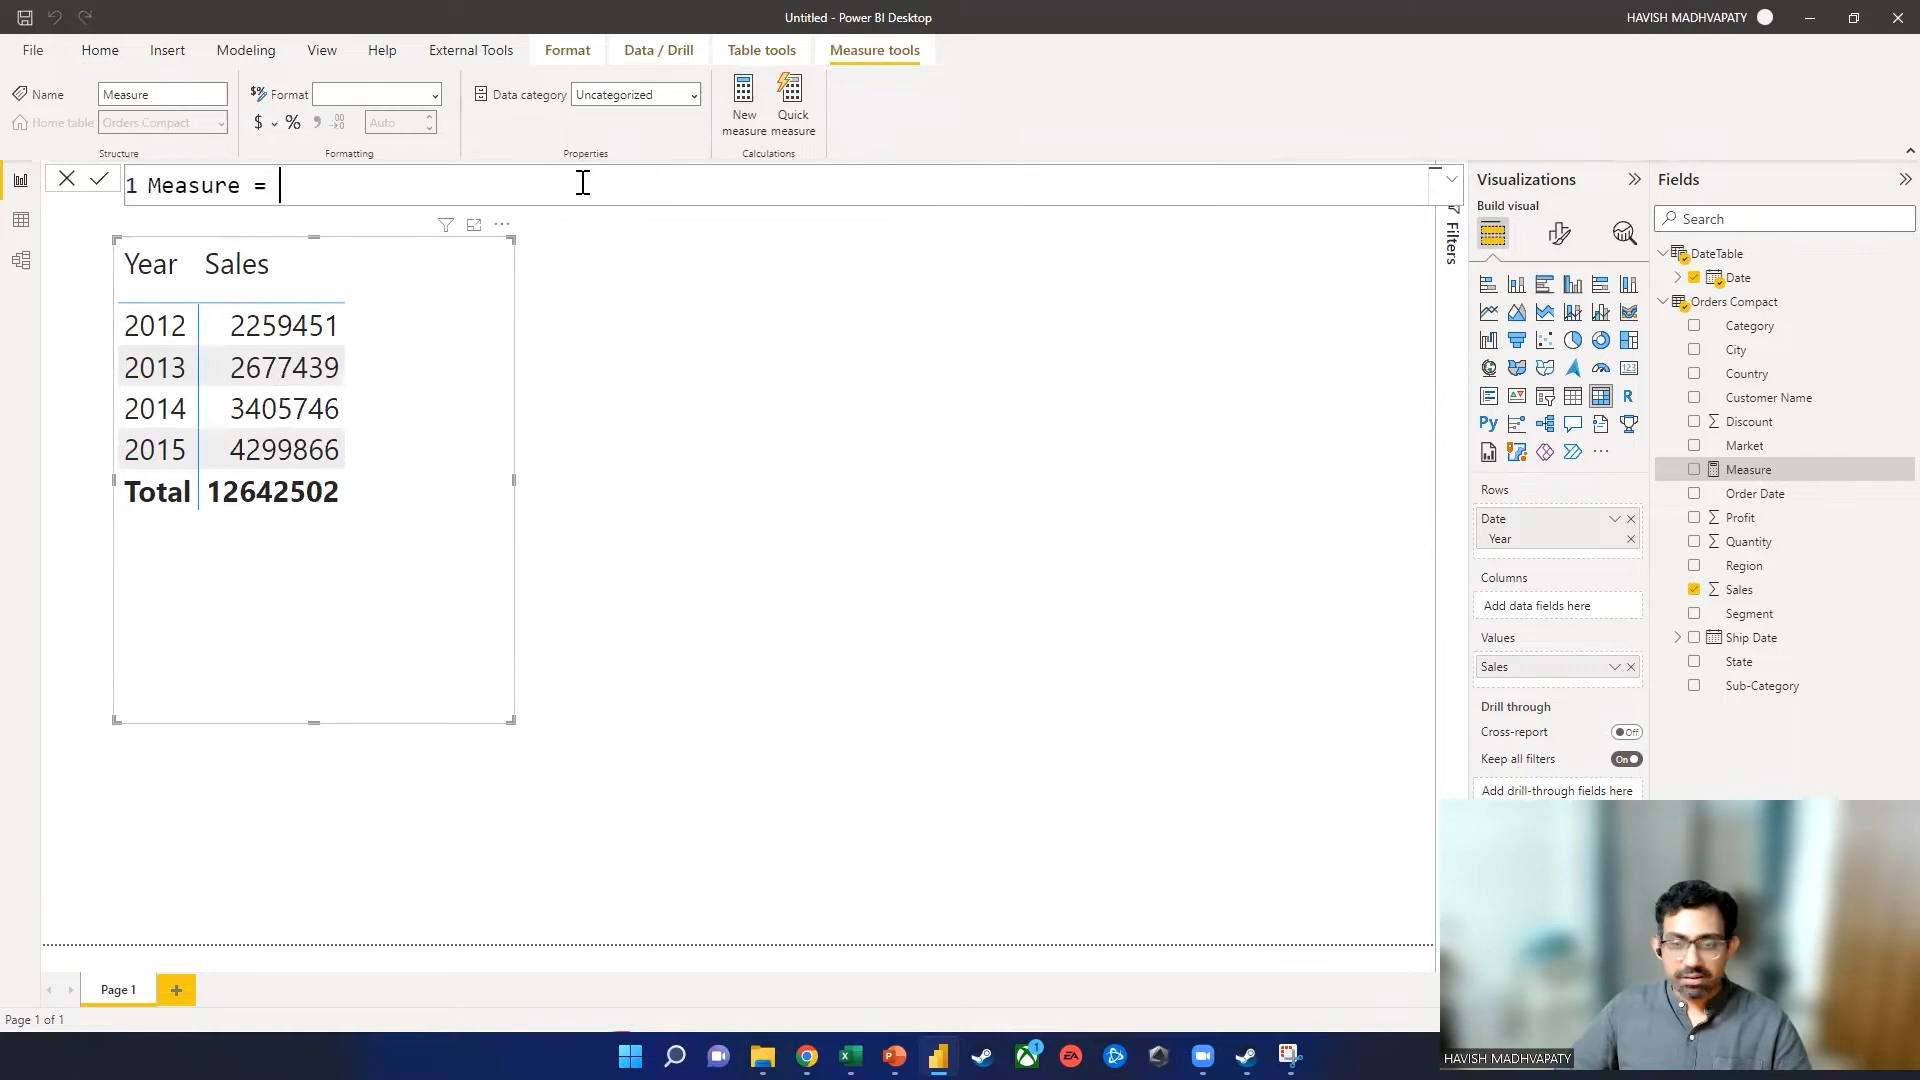 Untitled - Power BI Desktop
HAVISH MADHVAPATY
File
Home
Insert
Modeling
View
Help
External Tools
Format
Data / Drill
Table tools
Measure tools
Name
Measure
Home table
Orders Compact
Structure
Format
$
%
Auto
Formatting
Data category
Uncategorized
Properties
New measure
Quick measure
Calculations
1 Measure =
Year Sales
2012 2259451
2013 2677439
2014 3405746
2015 4299866
Total 12642502
Filters
Visualizations
Build visual
123
R
Py
Rows
Date
Year
Columns
Add data fields here
Values
Sales
Drill through
Cross-report
Off
Keep all filters
On
Add drill-through fields here
Fields
Search
DateTable
Date
Orders Compact
Category
City
Country
Customer Name
Discount
Market
Measure
Order Date
Profit
Quantity
Region
Sales
Segment
Ship Date
State
Sub-Category
Page 1
Page 1 of 1
1
EA
HAVISH MADHVAPATY